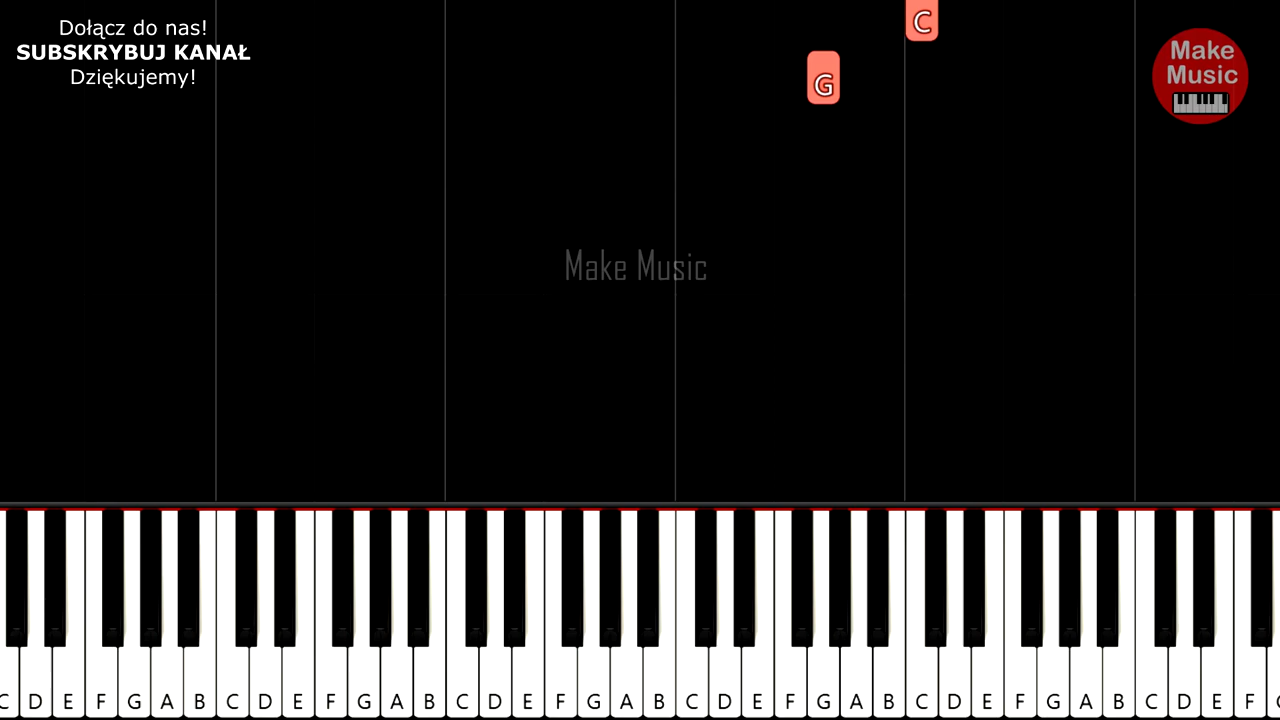 Dołącz do nas!
SUBSKRYBUJ KANAŁ
Dziękujemy!
C
G
Make
Music
Make Music
C D E F G A B C D E F G A B C D E F G A B C D E F G A B C D E F G A B C D E F